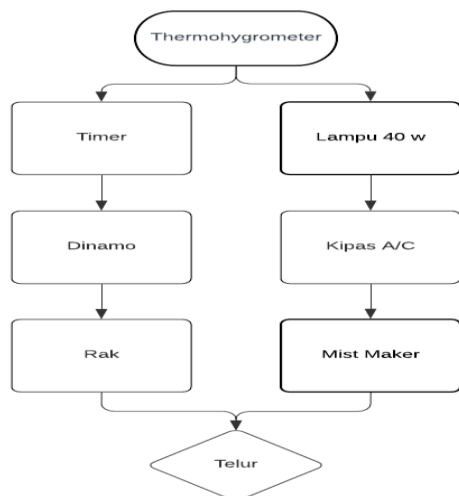 Thermohygrometer
Timer
Lampu 40 w
Dinamo
Kipas A/C
Rak
Mist Maker
Telur